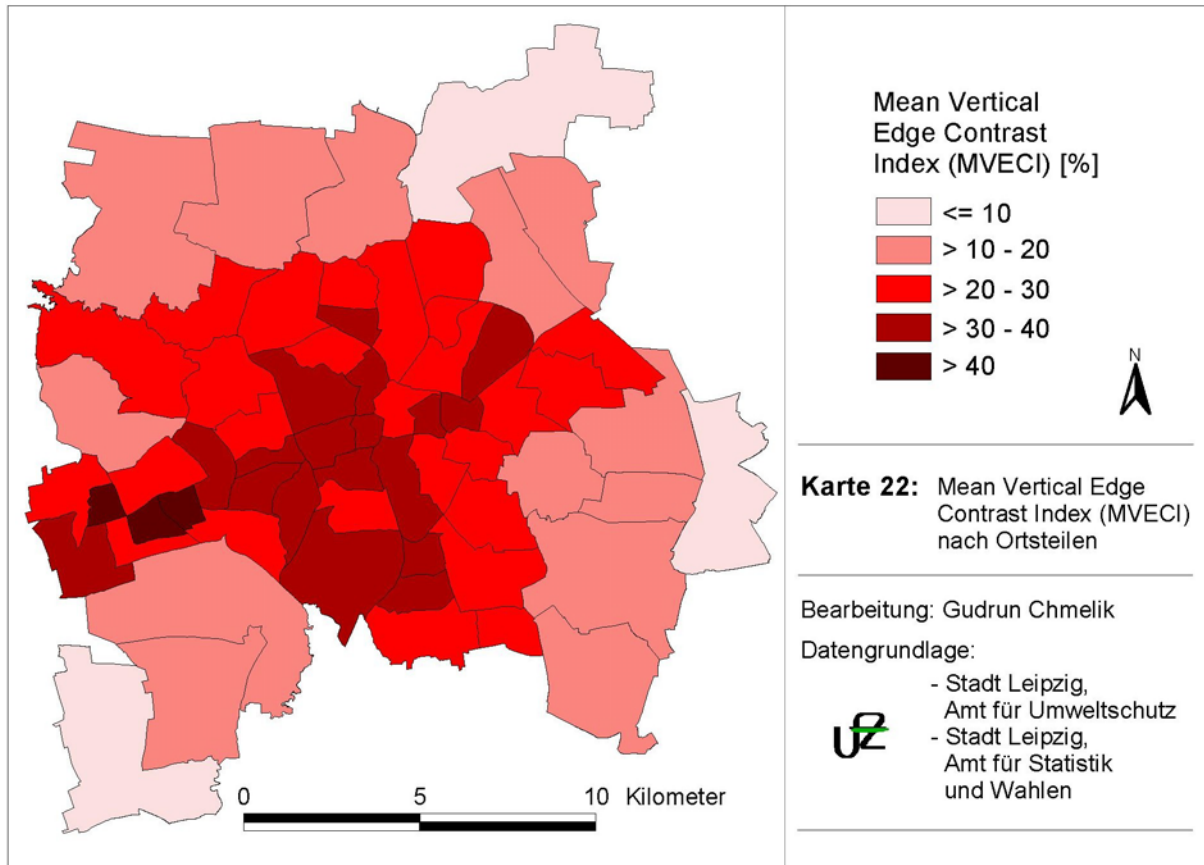 Mean Vertical
Edge Contrast
Index (MVECI) [%]
<= 10
> 10 - 20
> 20 - 30
> 30 - 40
> 40
N
Karte 22: Mean Vertical Edge
Contrast Index (MVECI)
nach Ortsteilen
Bearbeitung: Gudrun Chmelik
Datengrundlage:
- Stadt Leipzig,
Amt für Umweltschutz
- Stadt Leipzig,
Amt für Statistik
und Wahlen
UFZ
0 5 10 Kilometer